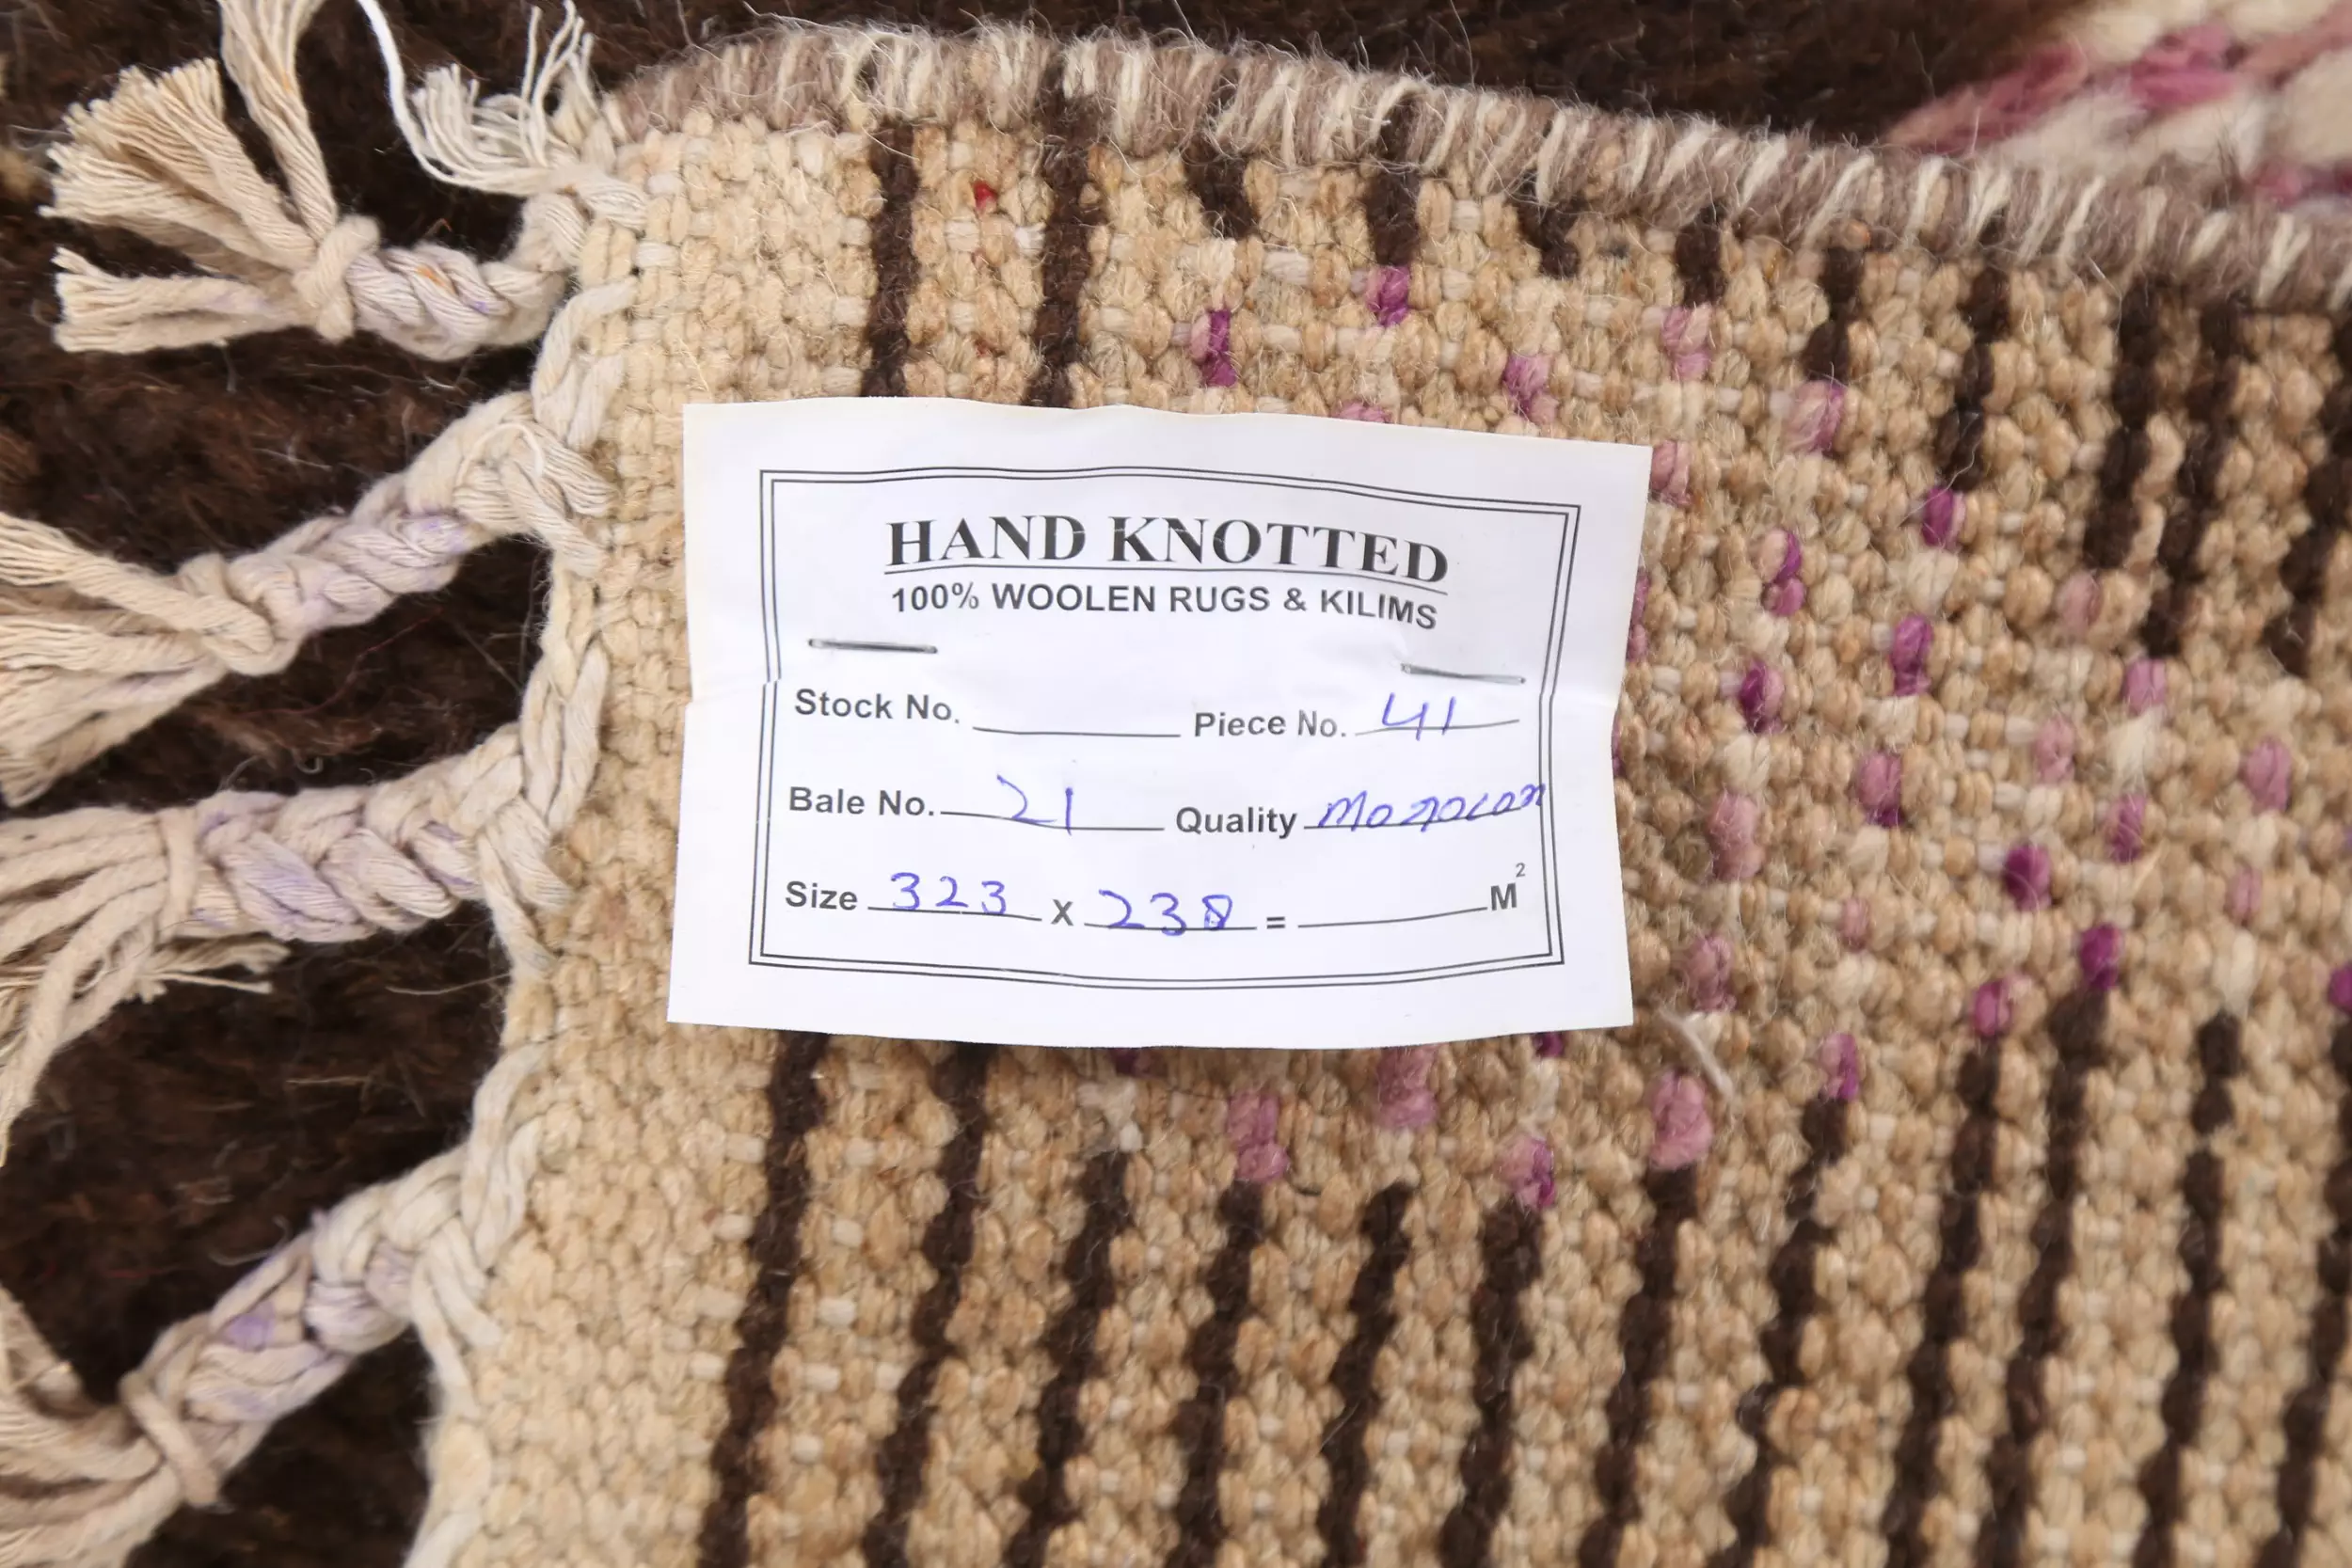 HAND KNOTTED
100% WOOLEN RUGS & KILIMS
Stock No. Piece No. 41
Bale No. 21 Quality Morocon
Size 323 x 238 = M²